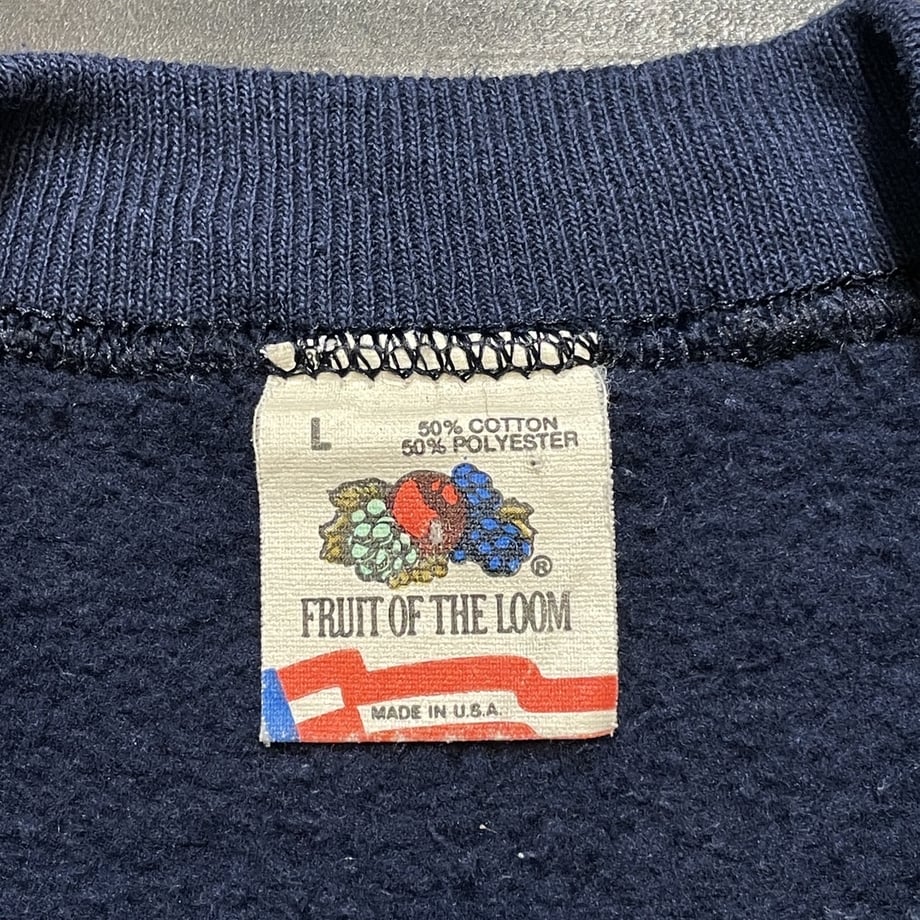 L
50% COTTON
50% POLYESTER
®
FRUIT OF THE LOOM
MADE IN U.S.A.